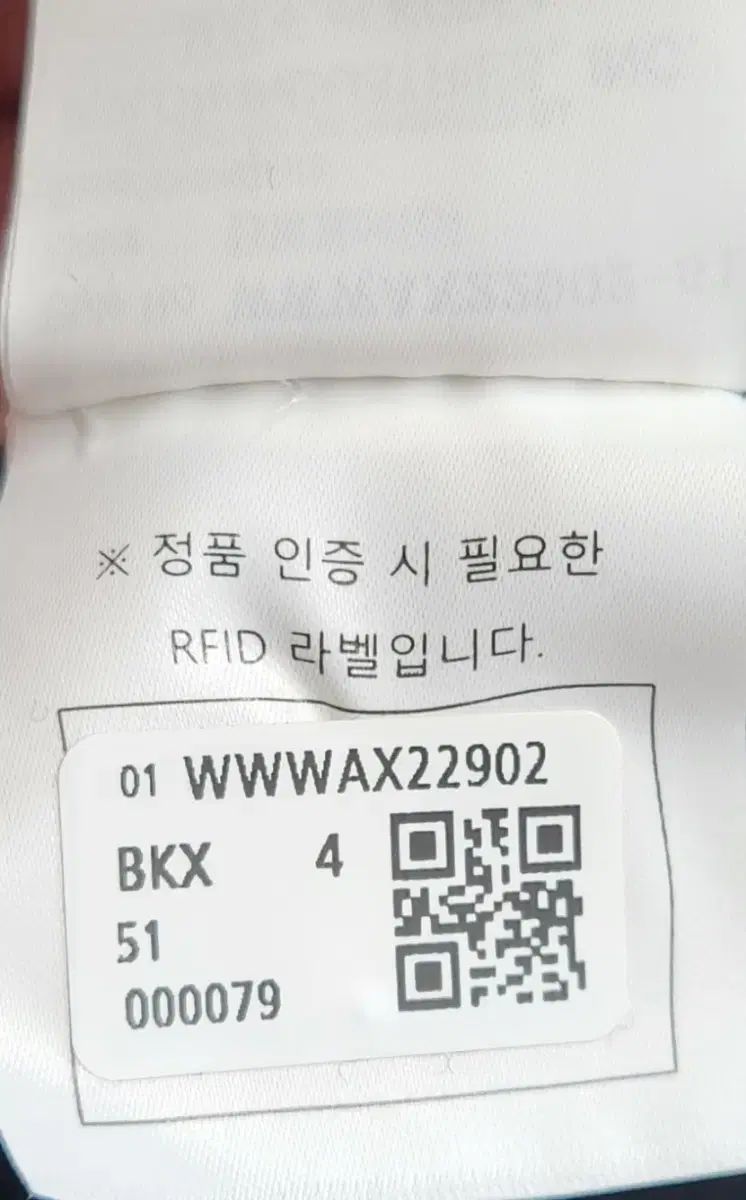 ※ 정품 인증 시 필요한
RFID 라벨입니다.
01 WWWAX22902
BKX 4
51
000079